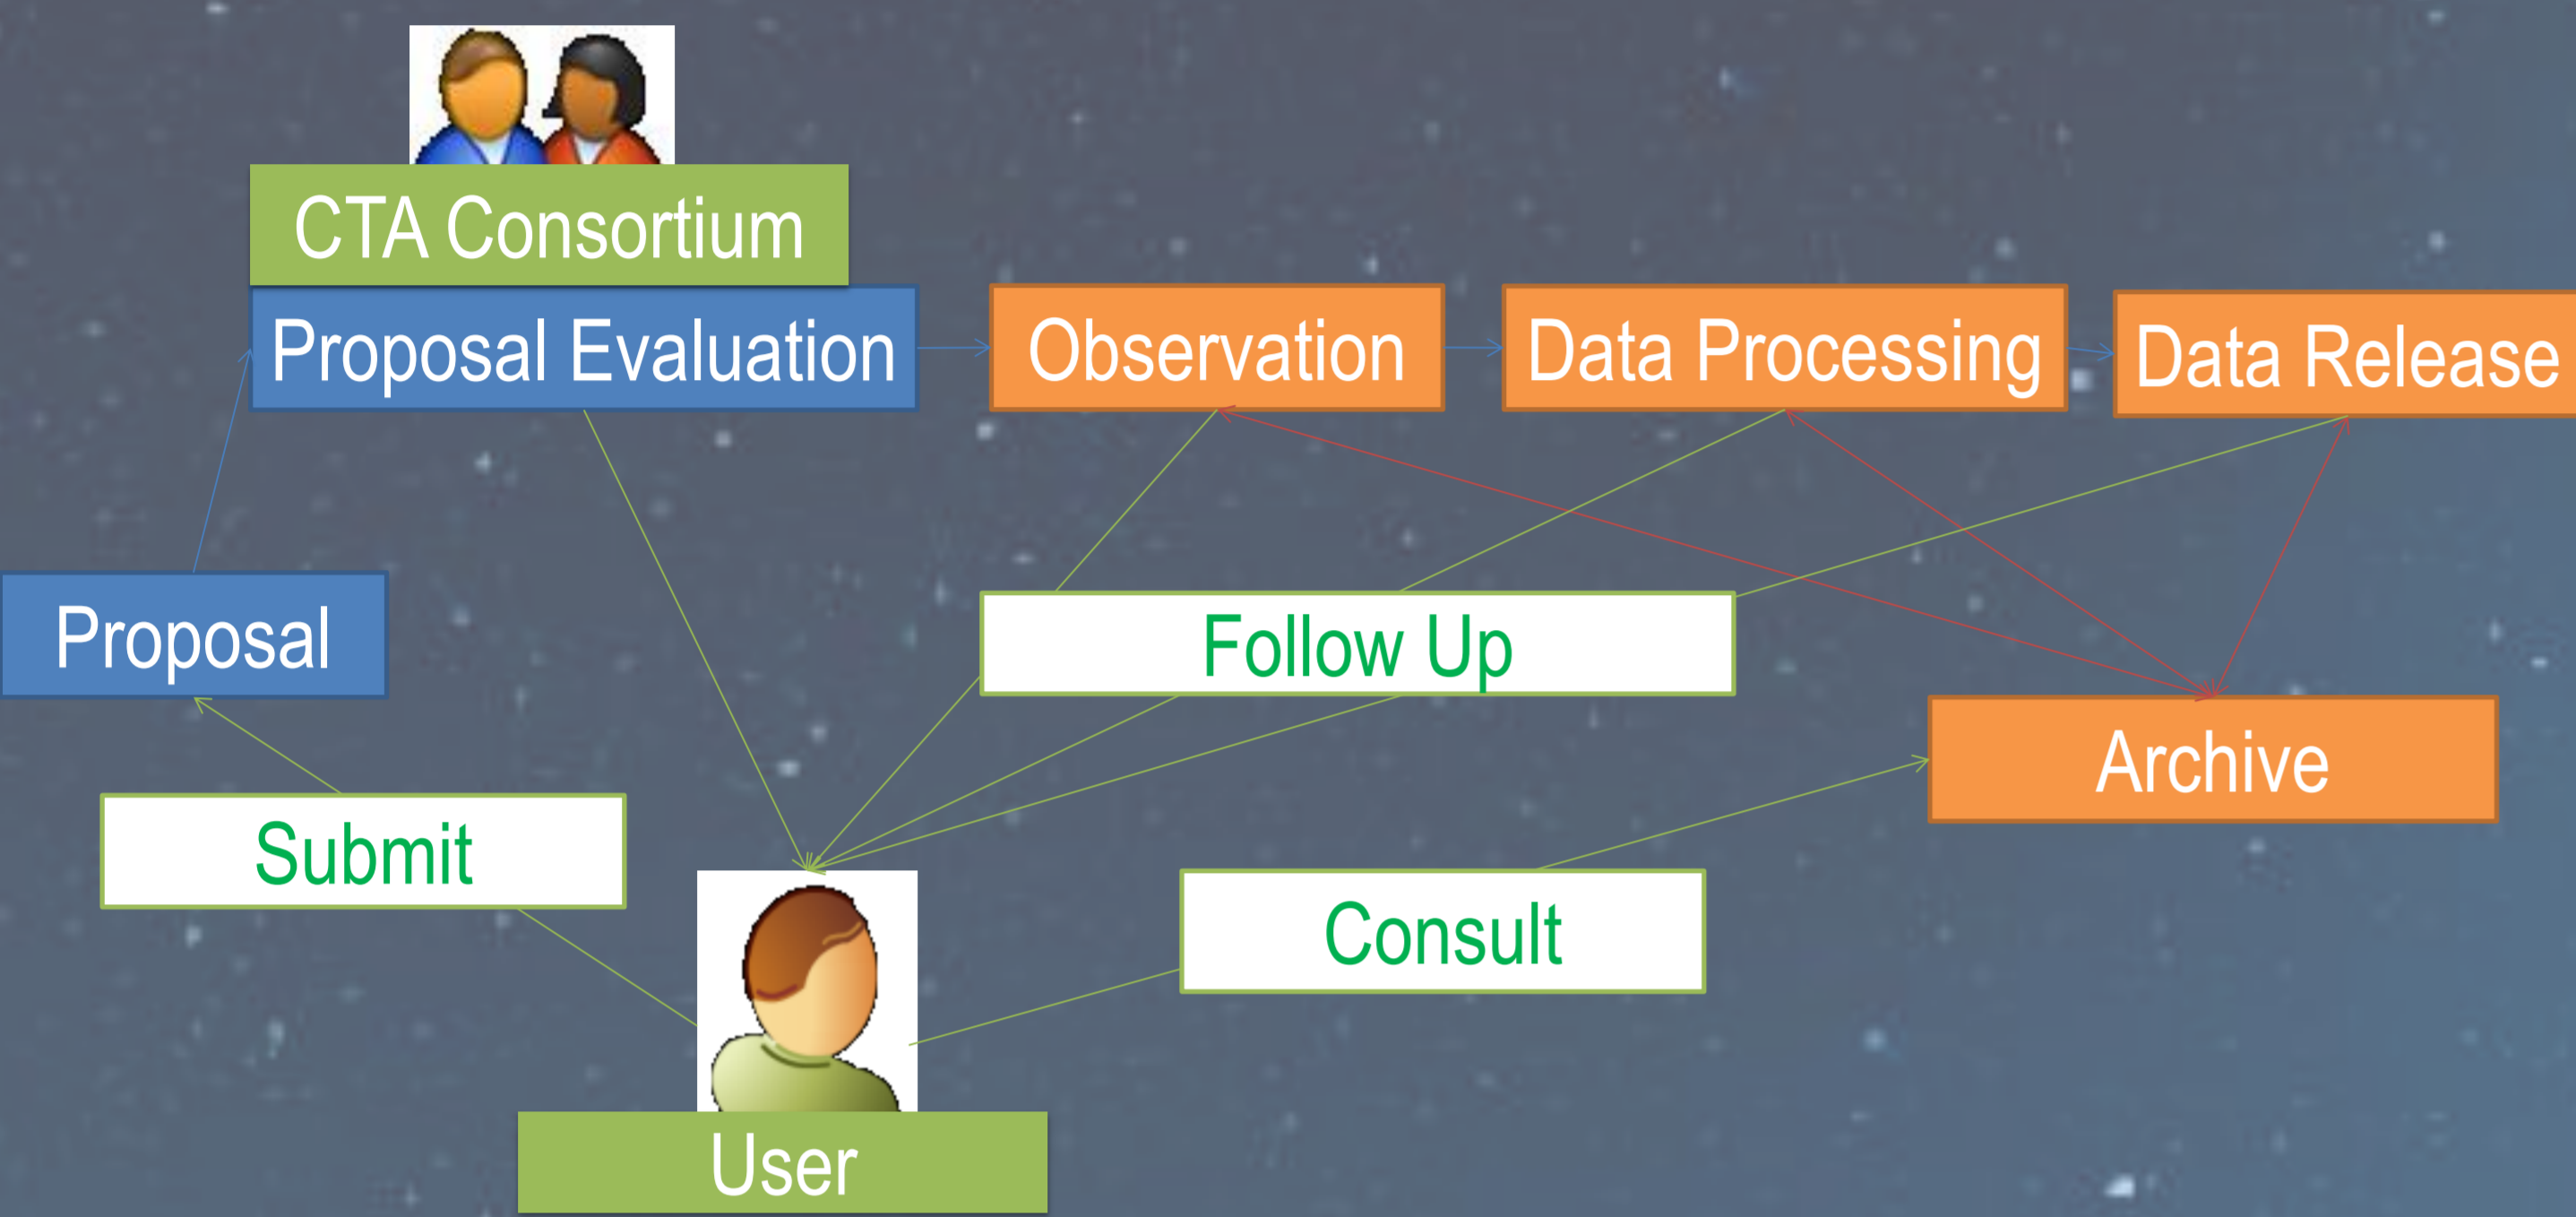 CTA Consortium
Proposal Evaluation
Observation
Data Processing
Data Release
Proposal
Follow Up
Archive
Submit
Consult
User